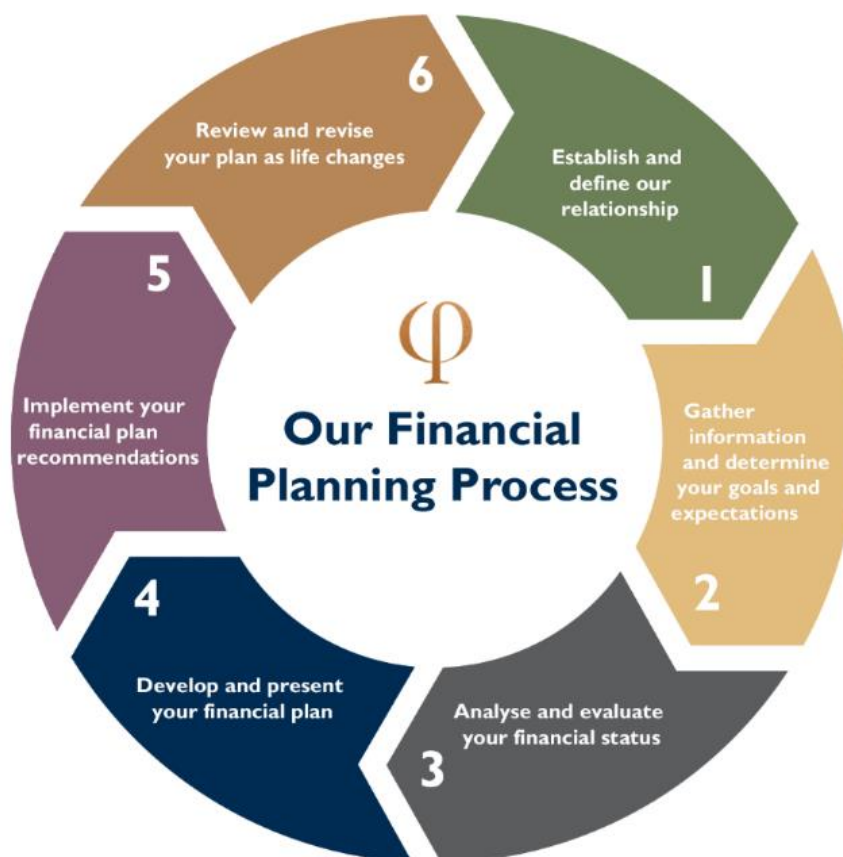 φ
Our Financial
Planning Process
1
Establish and
define our
relationship
2
Gather
information
and determine
your goals and
expectations
3
Analyse and evaluate
your financial status
4
Develop and present
your financial plan
5
Implement your
financial plan
recommendations
6
Review and revise
your plan as life changes